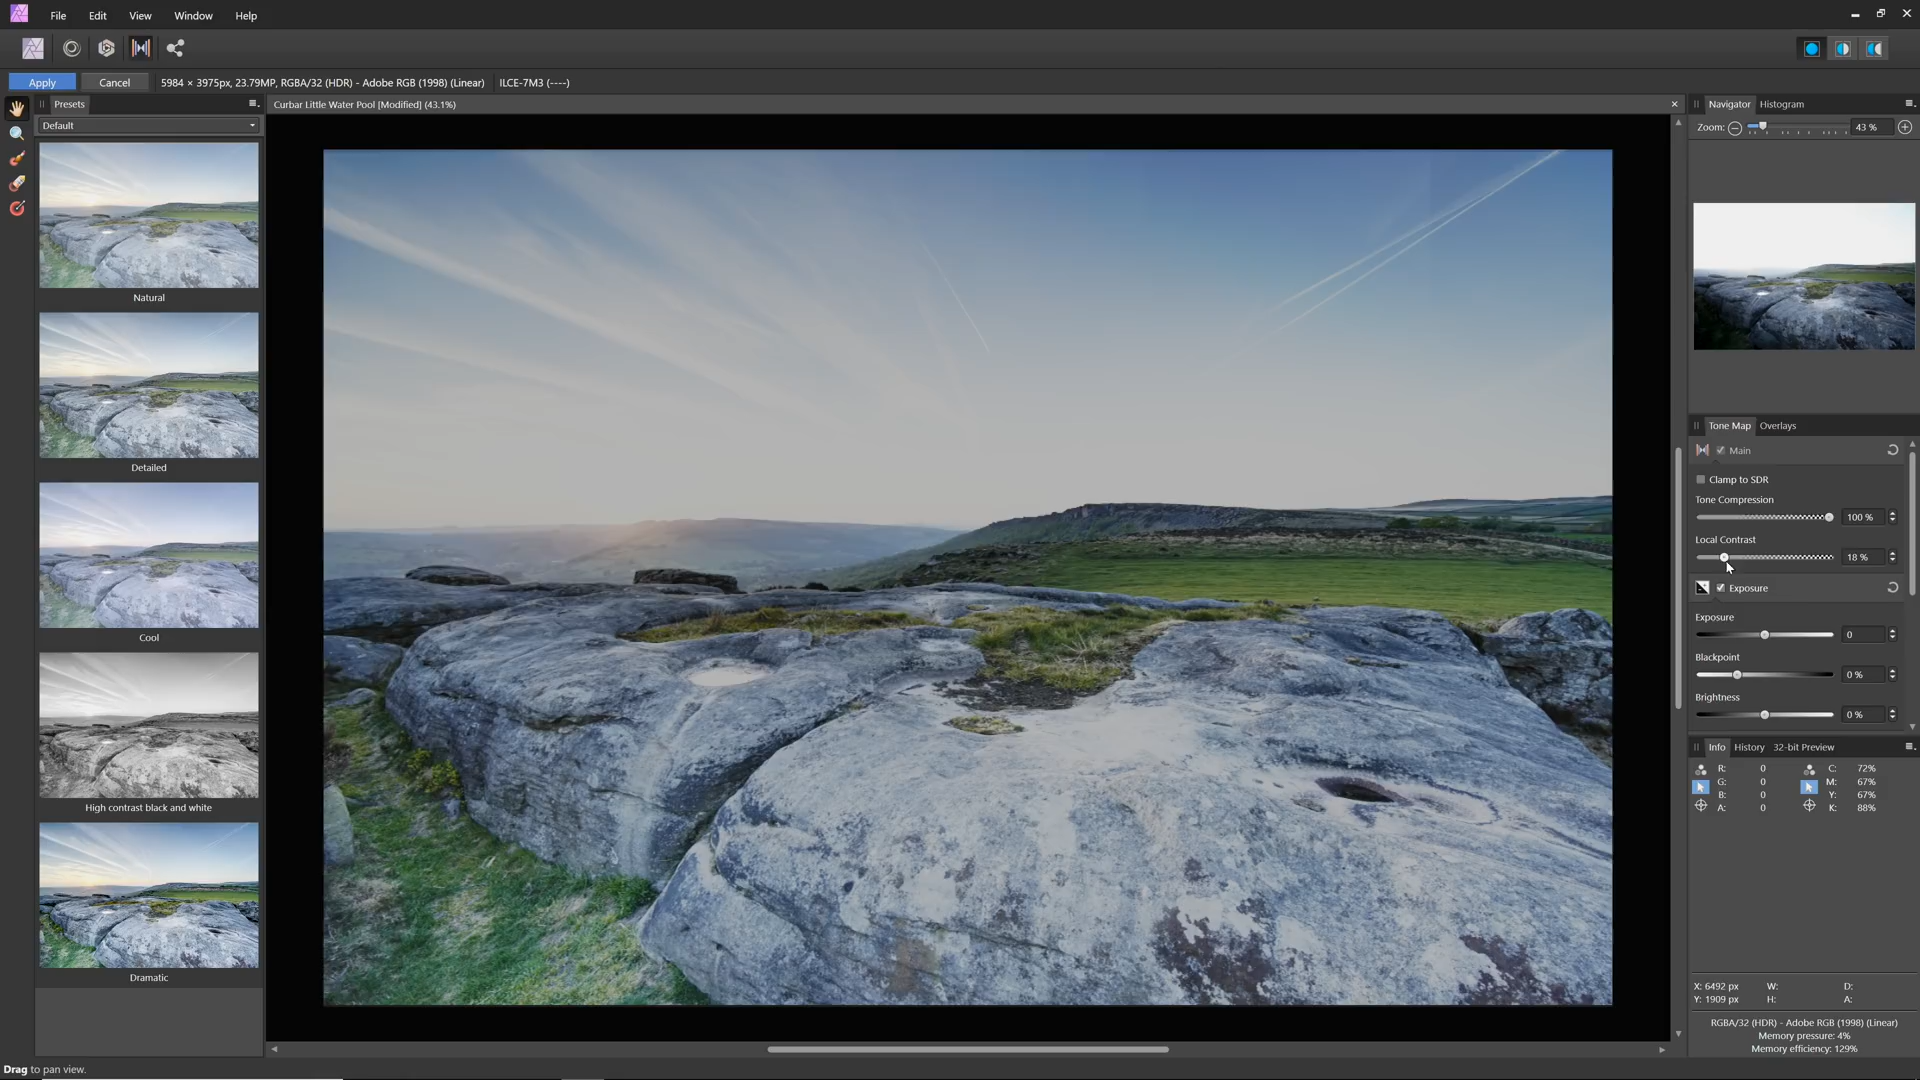 File Edit View Window Help
Apply Cancel 5984 × 3975px, 23.79MP, RGBA/32 (HDR) - Adobe RGB (1998) (Linear) ILCE-7M3 (----)
Presets
Default
Natural
Detailed
Cool
High contrast black and white
Dramatic
Curbar Little Water Pool [Modified] (43.1%)
Navigator Histogram
Zoom: 43 %
Tone Map Overlays
Main
Clamp to SDR
Tone Compression
100 %
Local Contrast
18 %
Exposure
Exposure
0
Blackpoint
0 %
Brightness
0 %
Info History 32-bit Preview
R: 0 C: 72%
G: 0 M: 67%
B: 0 Y: 67%
A: 0 K: 88%
X: 6492 px W: D:
Y: 1909 px H: A:
RGBA/32 (HDR) - Adobe RGB (1998) (Linear)
Memory pressure: 4%
Memory efficiency: 129%
Drag to pan view.